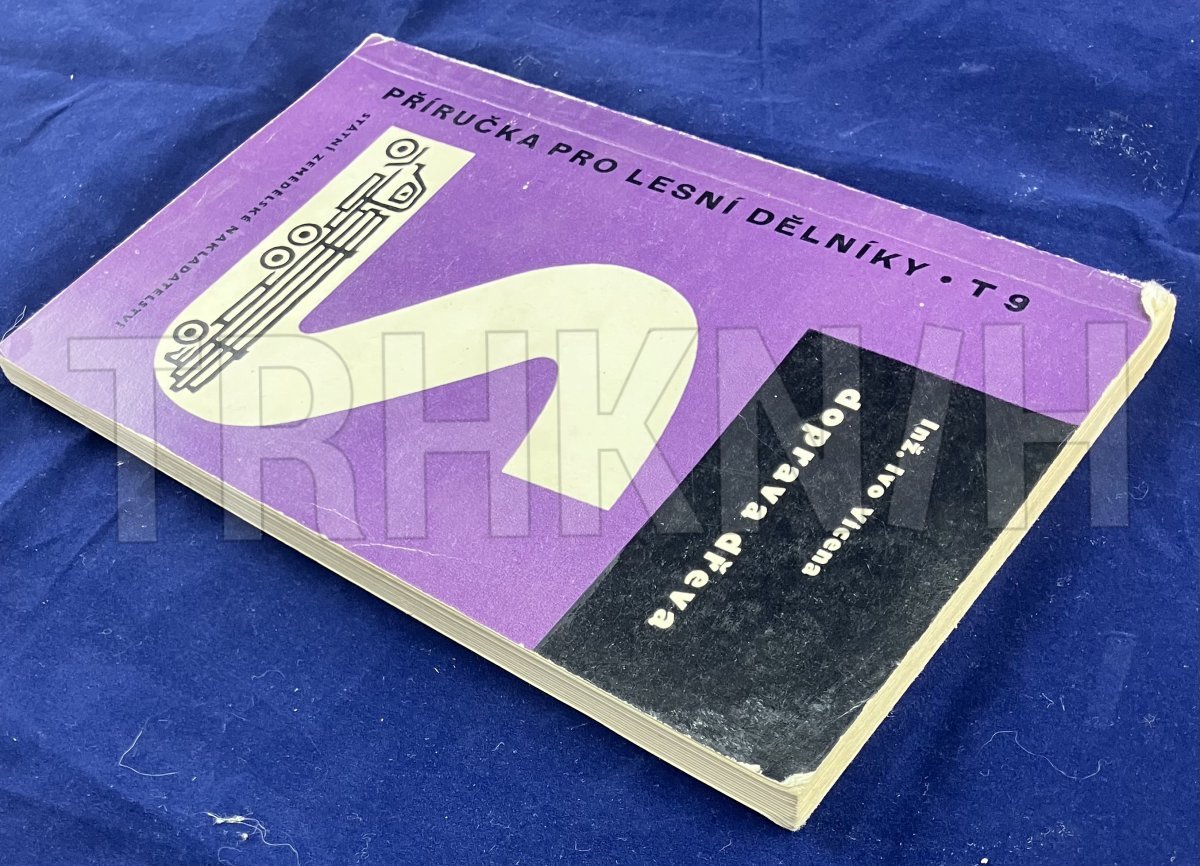 PŘÍRUČKA PRO LESNÍ DĚLNÍKY • T 9
Inž. Ivo Vicena
doprava dřeva
STÁTNÍ ZEMĚDĚLSKÉ NAKLADATELSTVÍ
TRHKNIH